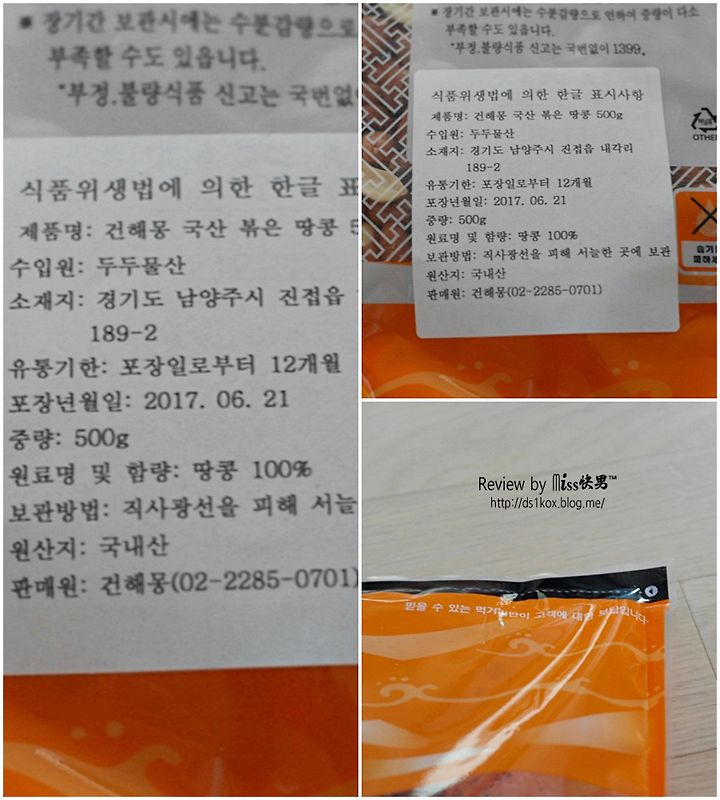 ※ 장기간 보관시에는 수분감량으로
부족할 수도 있읍니다.
*부정.불량식품 신고는 국번없이
식품위생법에 의한 한글 표
제품명: 건해몽 국산 볶은 땅콩 5
수입원: 두두물산
소재지: 경기도 남양주시 진접읍
189-2
유통기한: 포장일로부터 12개월
포장년월일: 2017. 06. 21
중량: 500g
원료명 및 함량: 땅콩 100%
보관방법: 직사광선을 피해 서늘
원산지: 국내산
판매원: 건해몽(02-2285-0701)
※ 장기간 보관시에는 수분감량으로 인하여 중량이 다소
부족할 수도 있읍니다.
*부정.불량식품 신고는 국번없이 1399.
식품위생법에 의한 한글 표시사항
제품명: 건해몽 국산 볶은 땅콩 500g
수입원: 두두물산
소재지: 경기도 남양주시 진접읍 내각리
189-2
유통기한: 포장일로부터 12개월
포장년월일: 2017. 06. 21
중량: 500g
원료명 및 함량: 땅콩 100%
보관방법: 직사광선을 피해 서늘한 곳에 보관
원산지: 국내산
판매원: 건해몽(02-2285-0701)
OTHE
습기
피하세
Review by Miss快男™
http://ds1kox.blog.me/
믿을 수 있는 먹거리만이 고객에 대한 보답입니다.